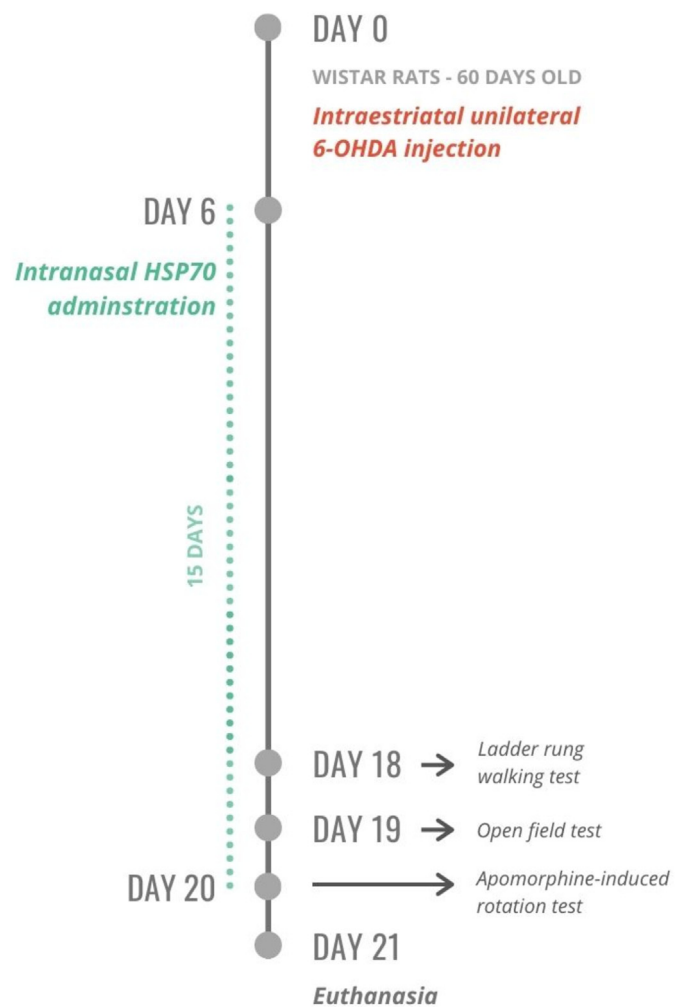 DAY 0
WISTAR RATS - 60 DAYS OLD
Intraestriatal unilateral
6-OHDA injection
DAY 6
Intranasal HSP70
adminstration
15 DAYS
DAY 18
Ladder rung
walking test
DAY 19
Open field test
DAY 20
Apomorphine-induced
rotation test
DAY 21
Euthanasia